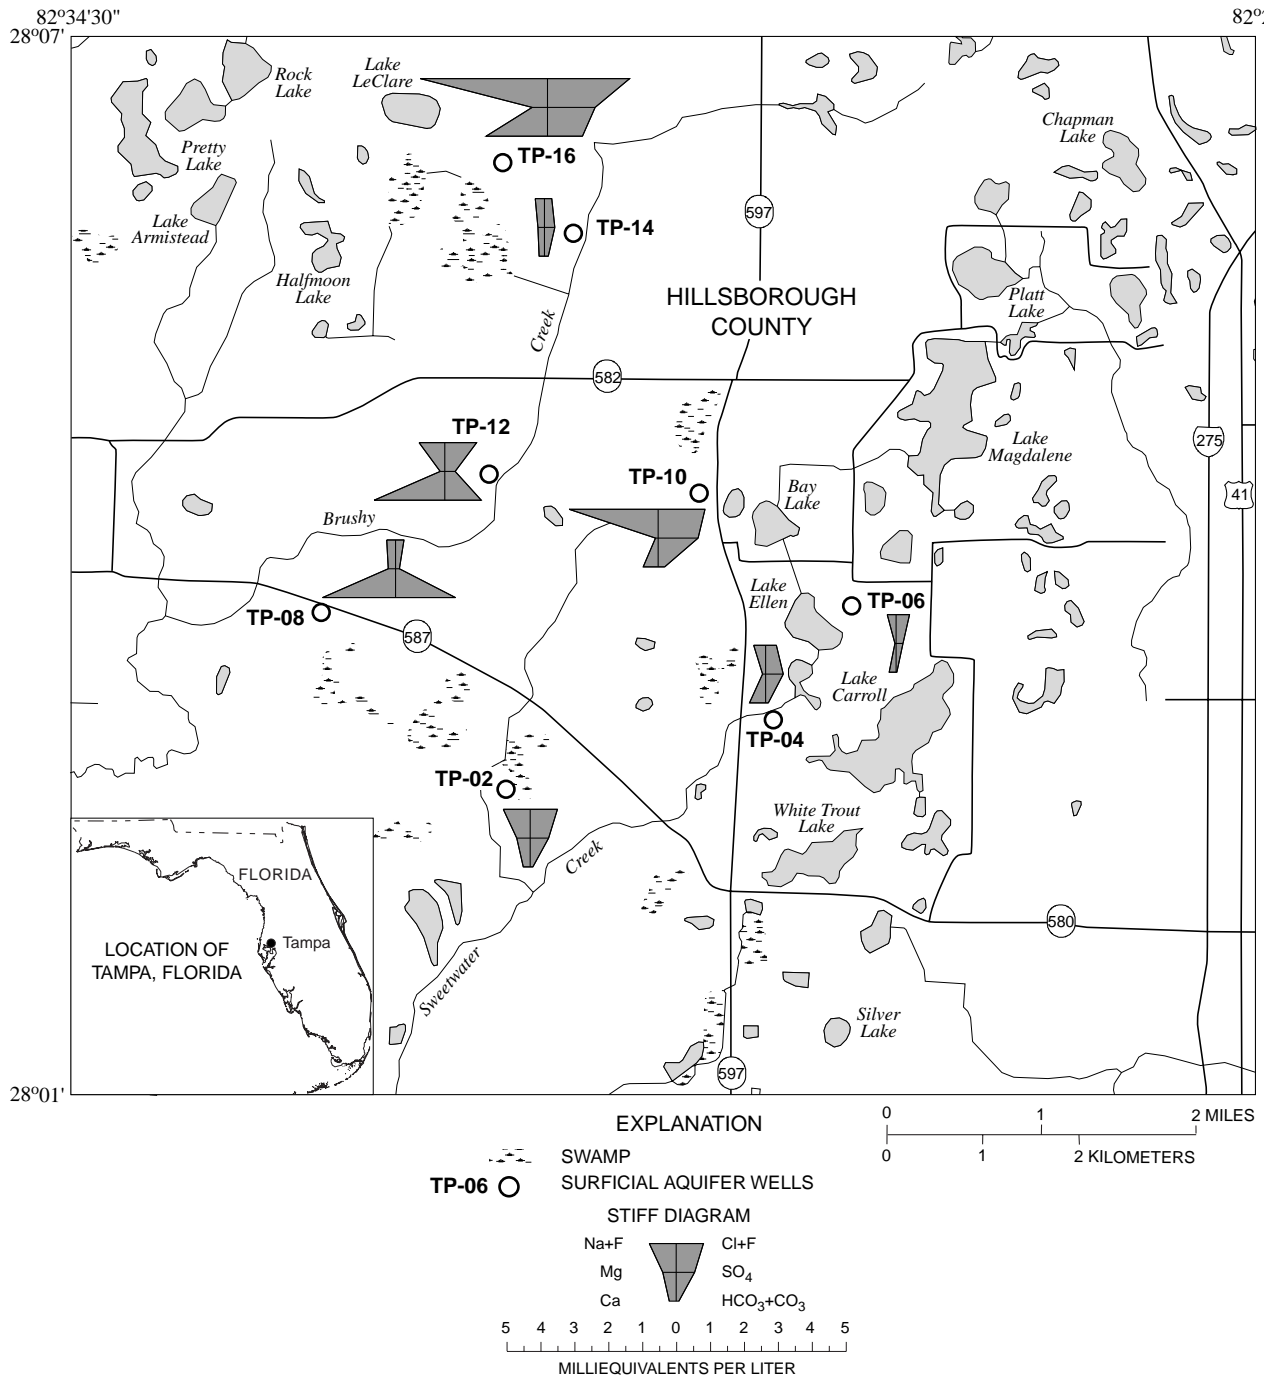 82º34'30"
82º2
28º07'
Rock
Lake
Lake
LeClare
Pretty
Lake
Lake
Armistead
Halfmoon
Lake
TP-16
TP-14
597
Chapman
Lake
HILLSBOROUGH
COUNTY
Platt
Lake
Creek
582
TP-12
TP-10
Lake
Magdalene
275
41
Bay
Lake
Brushy
Lake
Ellen
TP-06
TP-08
587
Lake
Carroll
TP-04
TP-02
White Trout
Lake
Creek
FLORIDA
Tampa
LOCATION OF
TAMPA, FLORIDA
Sweetwater
580
Silver
Lake
597
28º01'
EXPLANATION
SWAMP
TP-06
SURFICIAL AQUIFER WELLS
0 1 2 MILES
0 1 2 KILOMETERS
STIFF DIAGRAM
Na+F Cl+F
Mg SO4
Ca HCO3+CO3
5 4 3 2 1 0 1 2 3 4 5
MILLIEQUIVALENTS PER LITER